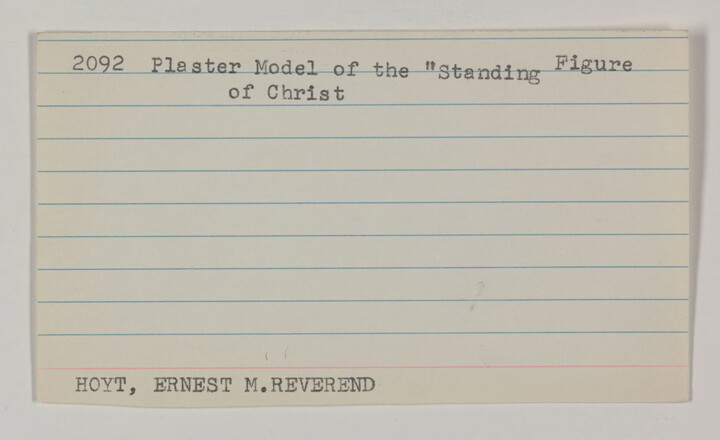 2092 Plaster Model of the "Standing Figure
of Christ
HOYT, ERNEST M.REVEREND